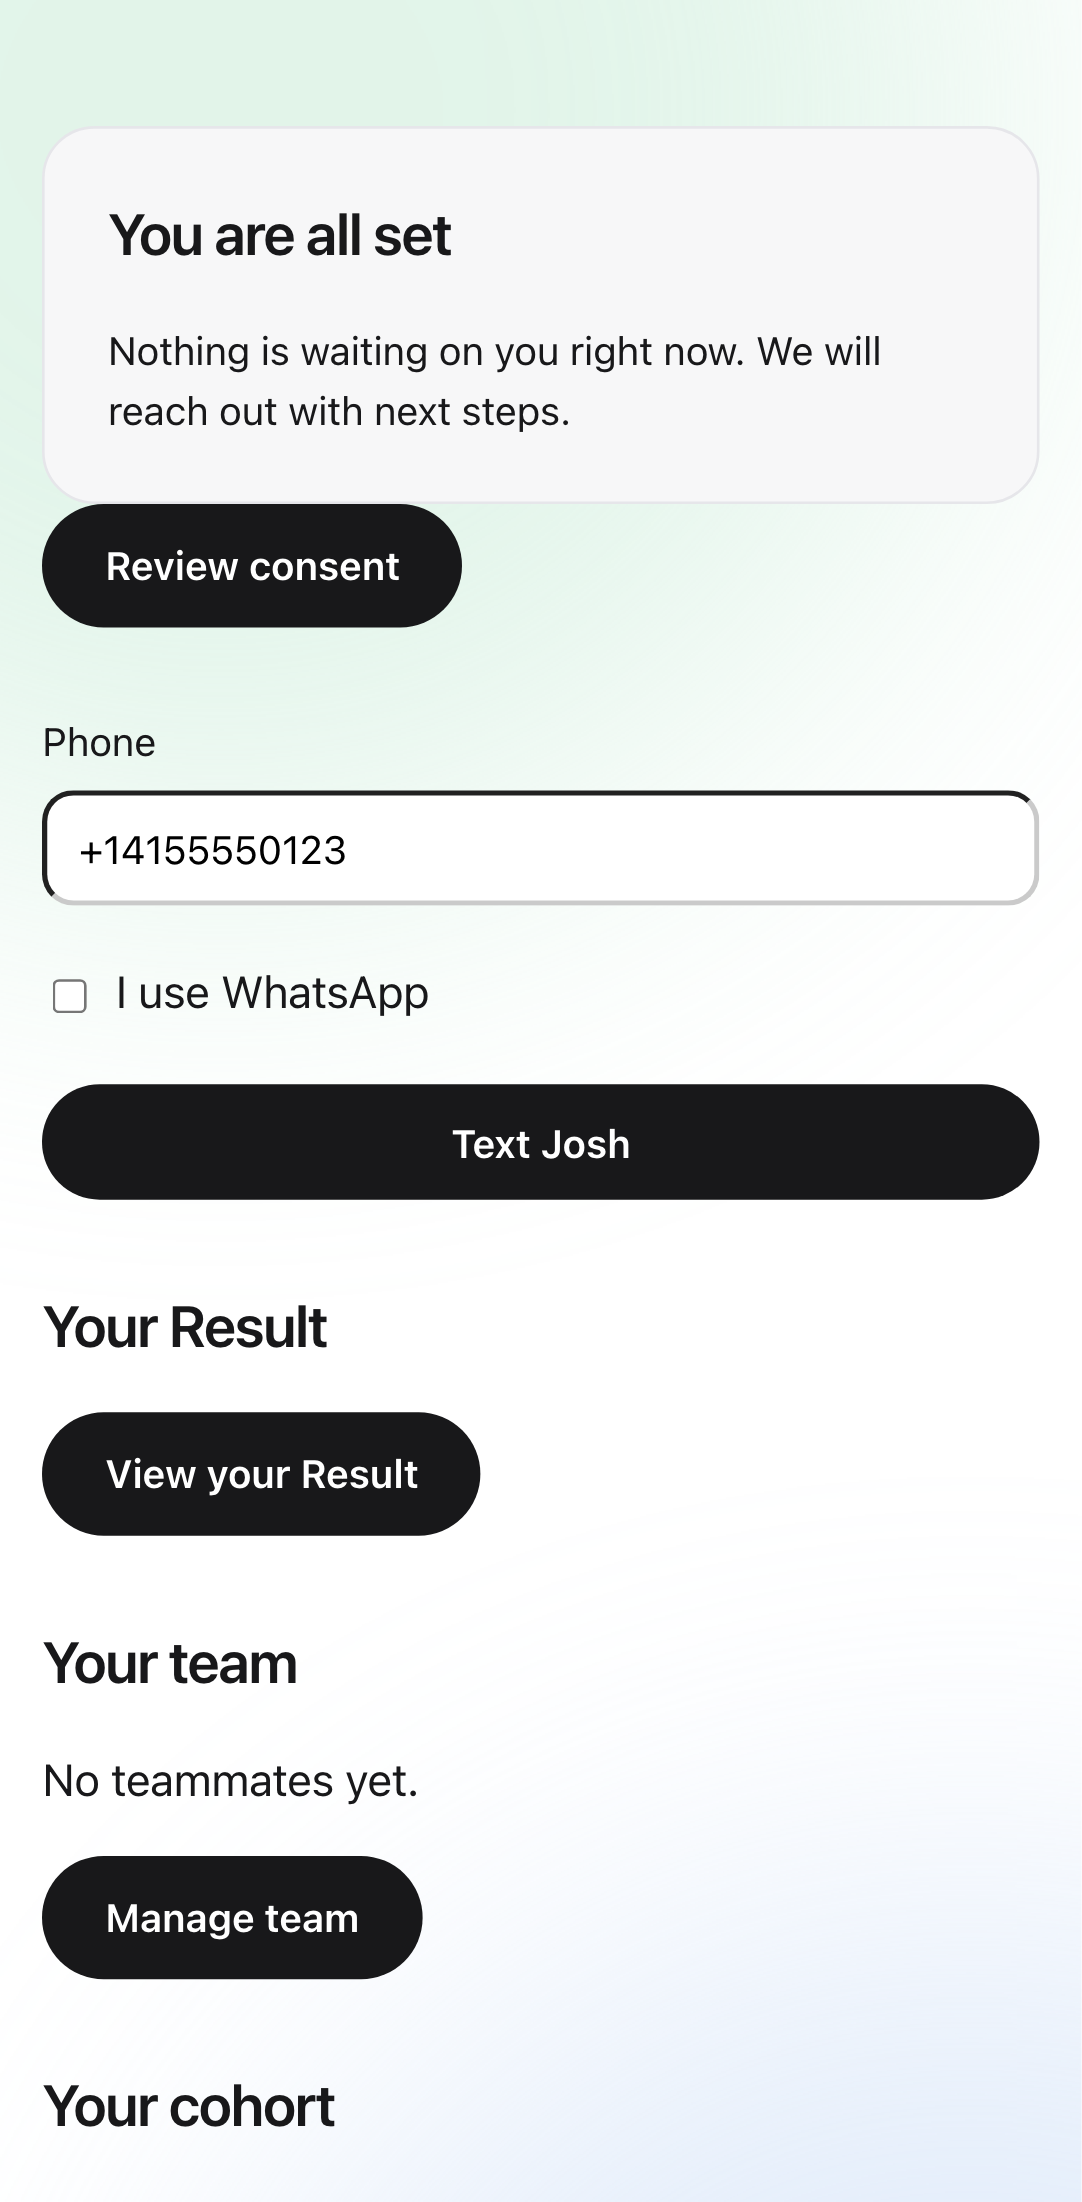 You are all set
Nothing is waiting on you right now. We will
reach out with next steps.
Review consent
Phone
+14155550123
I use WhatsApp
Text Josh
Your Result
View your Result
Your team
No teammates yet.
Manage team
Your cohort